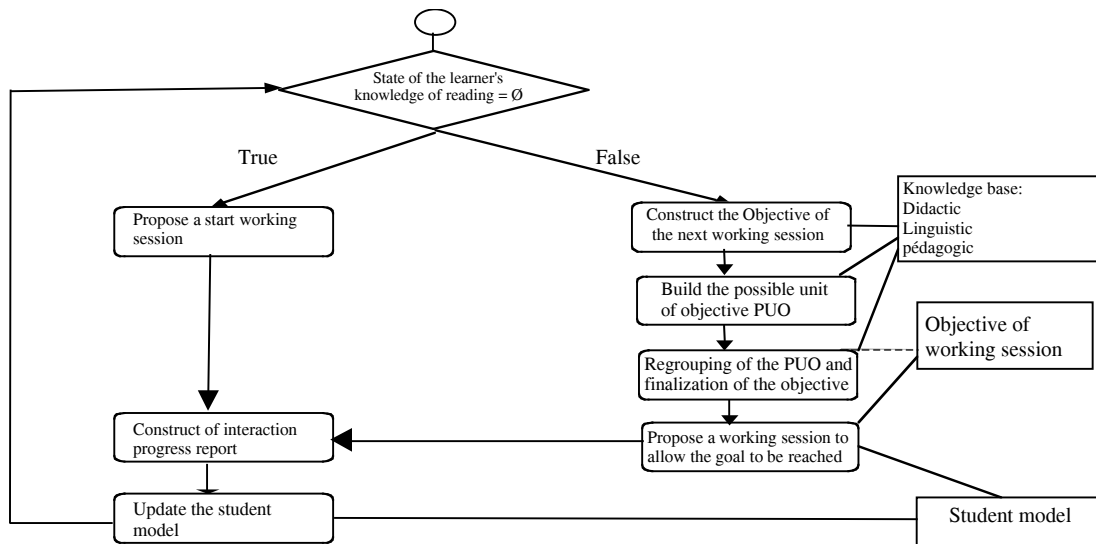 State of the learner's
knowledge of reading = Ø
True
False
Propose a start working
session
Construct the Objective of
the next working session
Knowledge base:
Didactic
Linguistic
pédagogic
Build the possible unit
of objective PUO
Objective of
working session
Regrouping of the PUO and
finalization of the objective
Construct of interaction
progress report
Propose a working session to
allow the goal to be reached
Update the student
model
Student model